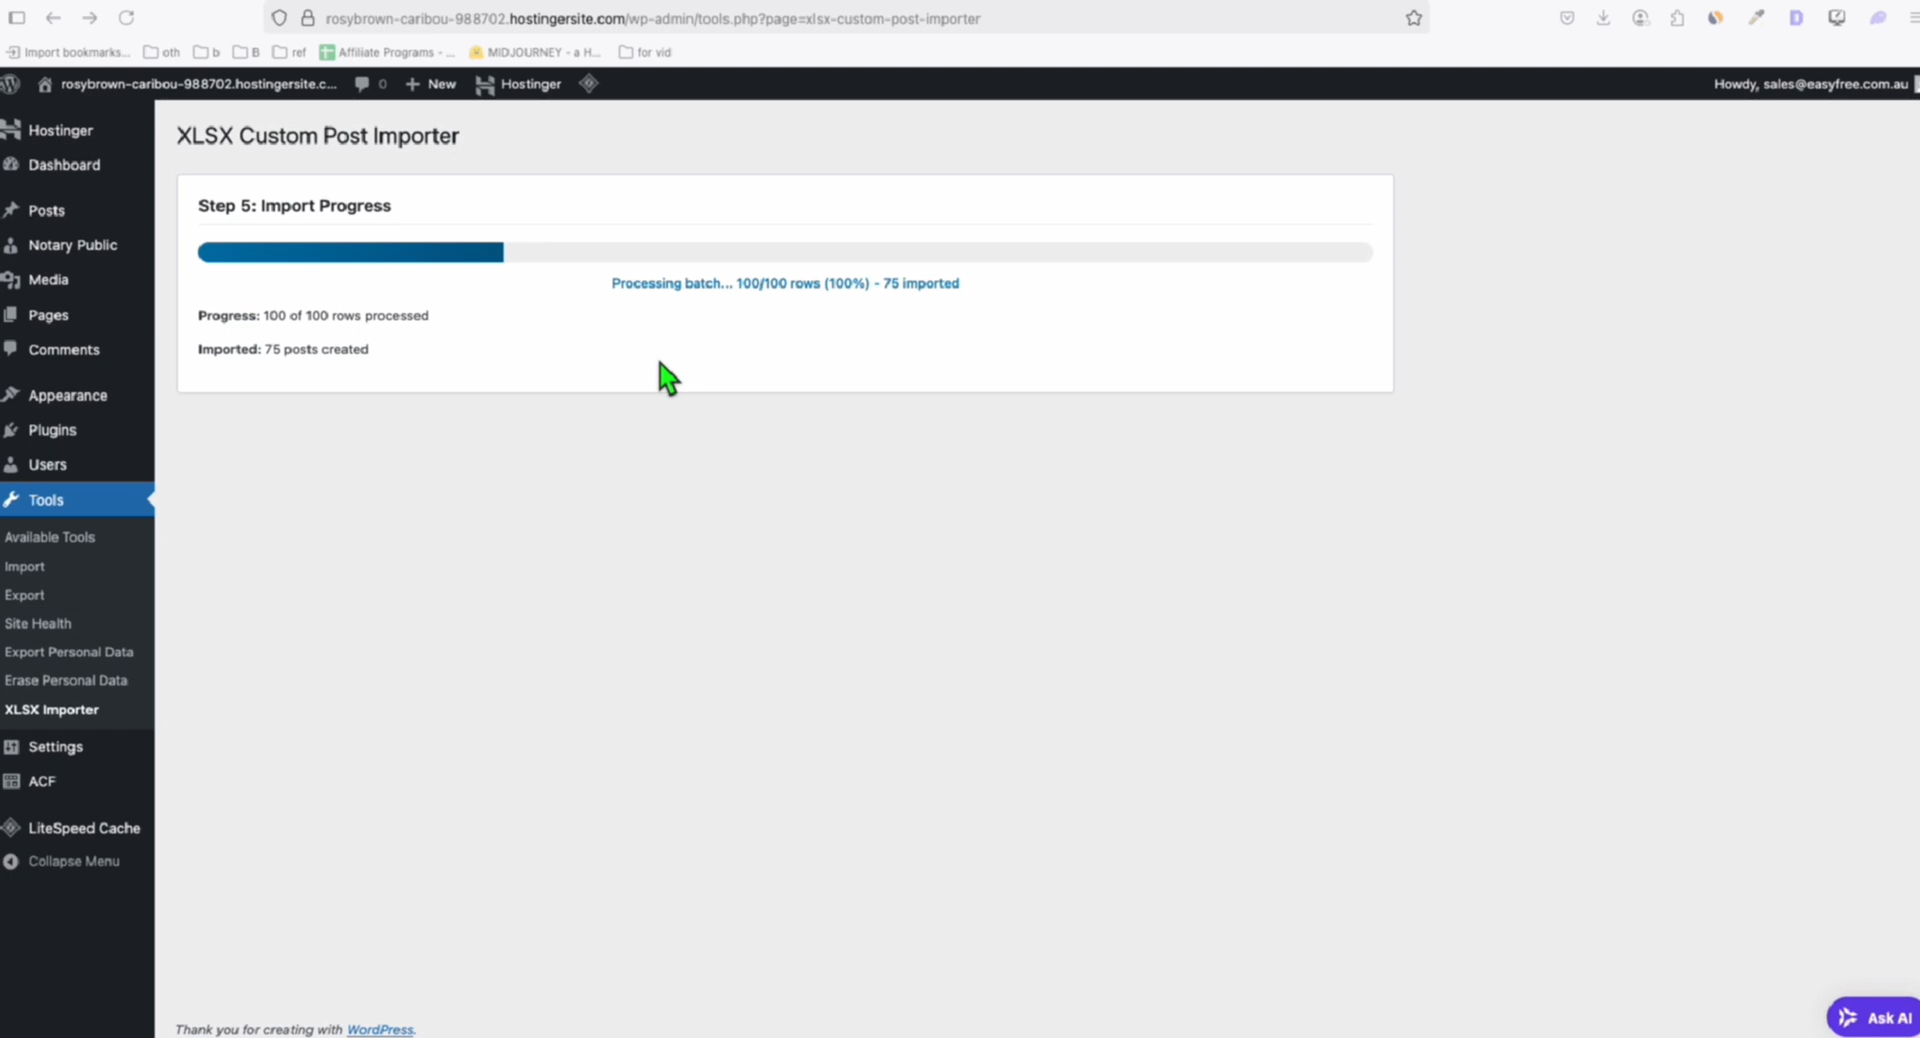 rosybrown-caribou-988702.hostingersite.com/wp-admin/tools.php?page=xlsx-custom-post-importer
Import bookmarks... oth b B ref Affiliate Programs - ... MIDJOURNEY - a H... for vid
rosybrown-caribou-988702.hostingersite.c... 0 + New Hostinger Howdy, sales@easyfree.com.au
Hostinger
Dashboard
Posts
Notary Public
Media
Pages
Comments
Appearance
Plugins
Users
Tools
Available Tools
Import
Export
Site Health
Export Personal Data
Erase Personal Data
XLSX Importer
Settings
ACF
LiteSpeed Cache
Collapse Menu
XLSX Custom Post Importer
Step 5: Import Progress
Processing batch... 100/100 rows (100%) - 75 imported
Progress: 100 of 100 rows processed
Imported: 75 posts created
Thank you for creating with WordPress.
Ask AI